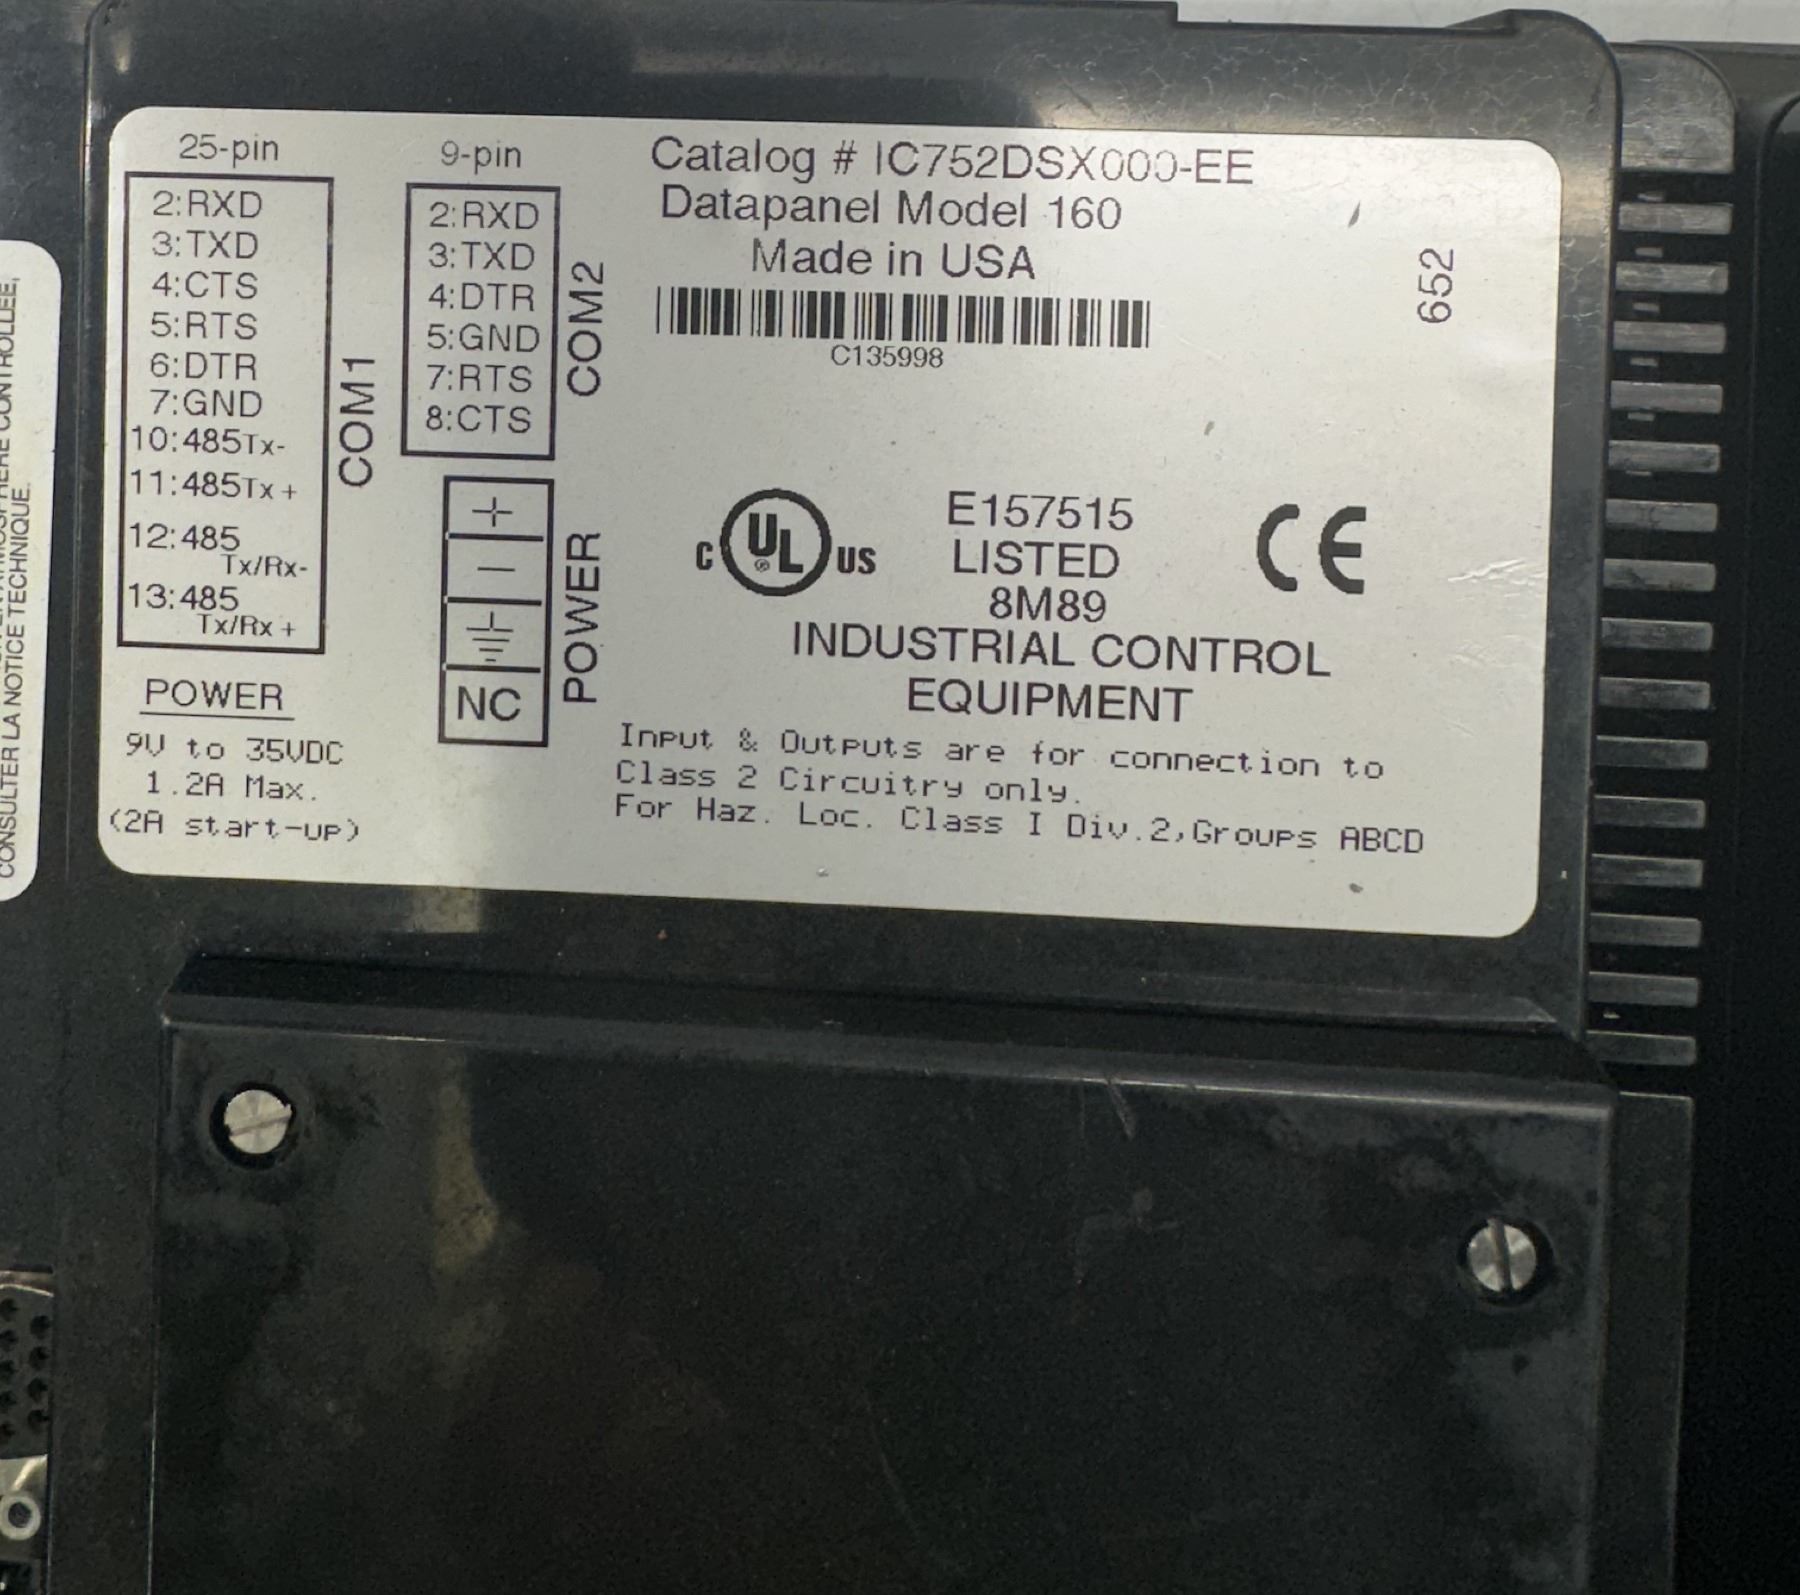 25-pin
2:RXD
3:TXD
4:CTS
5:RTS
6:DTR
7:GND
10:485Tx-
11:485Tx+
12:485
Tx/Rx-
13:485
Tx/Rx+
COM1
POWER
9V to 35VDC
1.2A Max.
(2A start-up)
9-pin
2:RXD
3:TXD
4:DTR
5:GND
7:RTS
8:CTS
COM2
+
-
NC
POWER
Catalog # IC752DSX000-EE
Datapanel Model 160
Made in USA
C135998
652
C UL® US
E157515
LISTED
8M89
CE
INDUSTRIAL CONTROL
EQUIPMENT
Input & Outputs are for connection to
Class 2 Circuitry only.
For Haz. Loc. Class I Div.2,Groups ABCD
CONTROLLEE,
CONSULTER LA NOTICE TECHNIQUE.